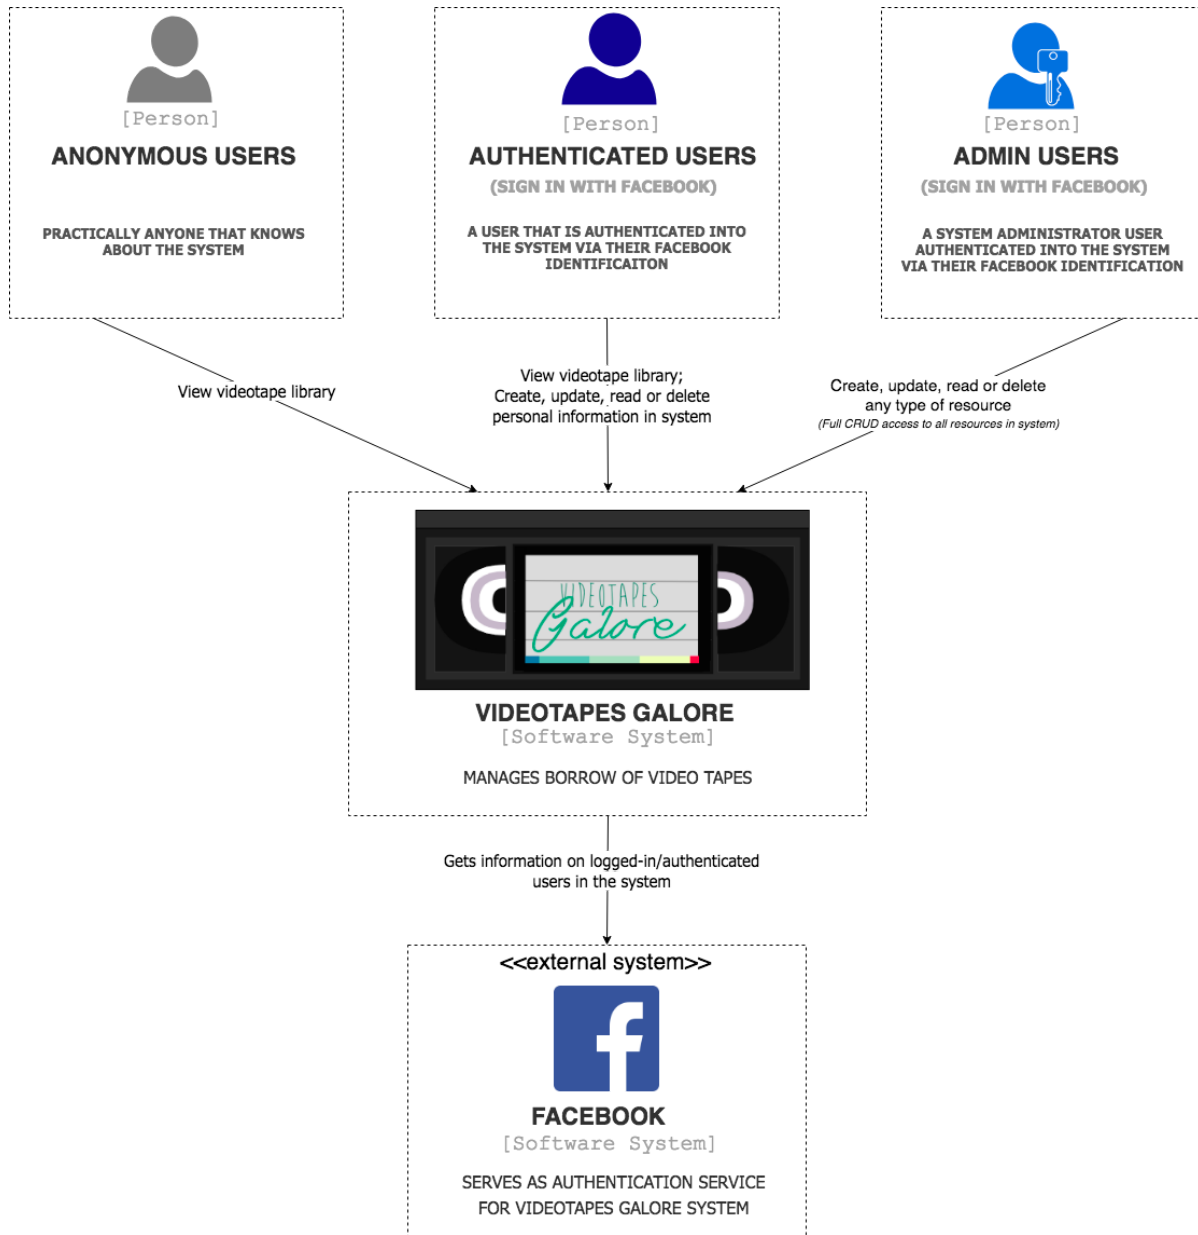 [Person]
ANONYMOUS USERS
PRACTICALLY ANYONE THAT KNOWS
ABOUT THE SYSTEM
[Person]
AUTHENTICATED USERS
(SIGN IN WITH FACEBOOK)
A USER THAT IS AUTHENTICATED INTO
THE SYSTEM VIA THEIR FACEBOOK
IDENTIFICAITON
[Person]
ADMIN USERS
(SIGN IN WITH FACEBOOK)
A SYSTEM ADMINISTRATOR USER
AUTHENTICATED INTO THE SYSTEM
VIA THEIR FACEBOOK IDENTIFICATION
View videotape library
View videotape library;
Create, update, read or delete
personal information in system
Create, update, read or delete
any type of resource
(Full CRUD access to all resources in system)
VIDEOTAPES
Galore
VIDEOTAPES GALORE
[Software System]
MANAGES BORROW OF VIDEO TAPES
Gets information on logged-in/authenticated
users in the system
<<external system>>
f
FACEBOOK
[Software System]
SERVES AS AUTHENTICATION SERVICE
FOR VIDEOTAPES GALORE SYSTEM